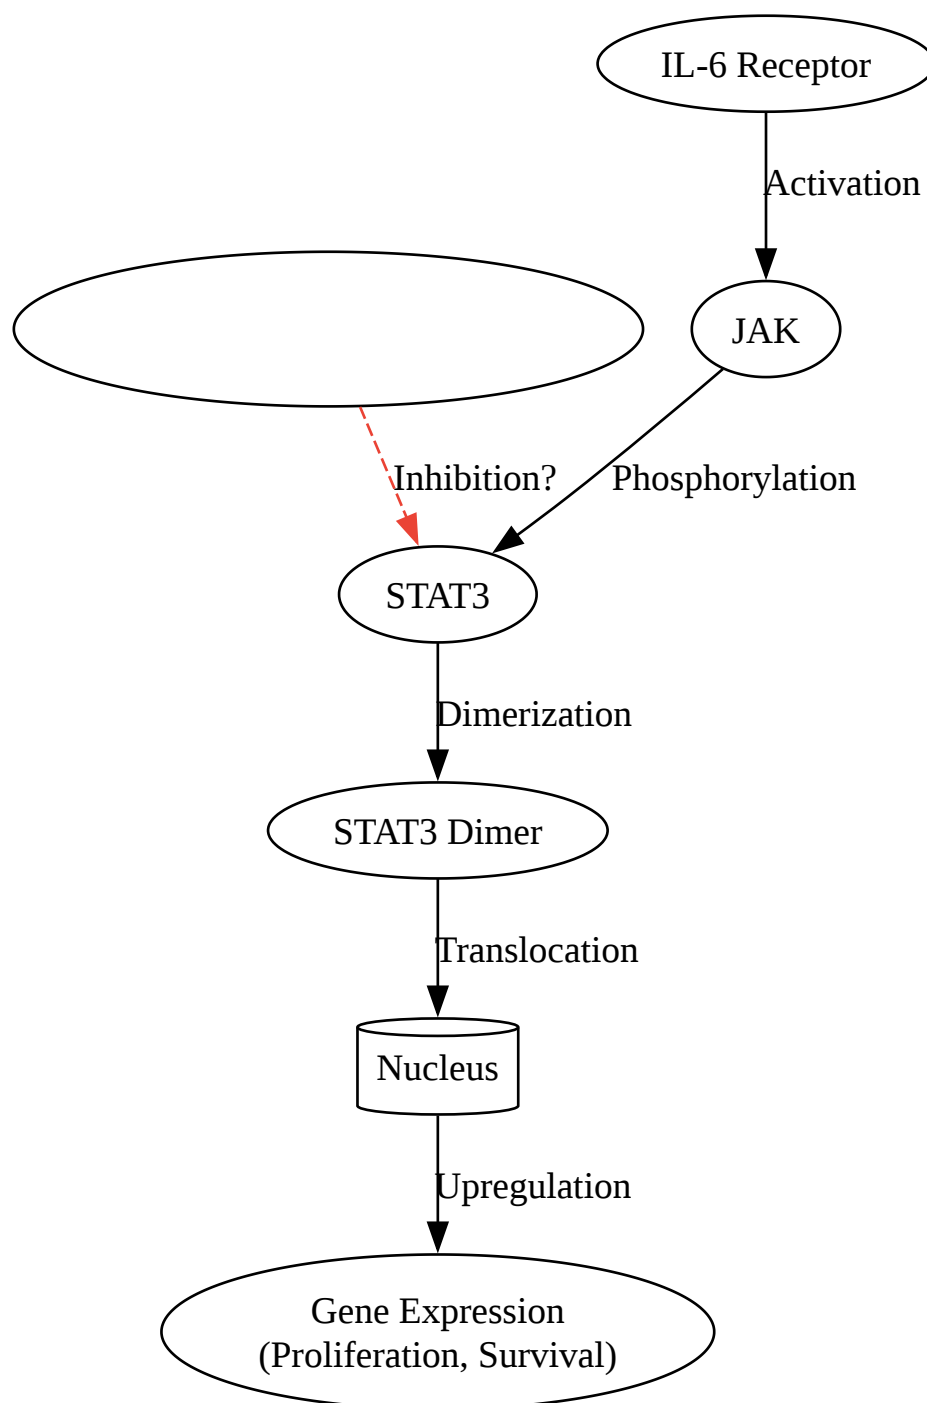 IL-6 Receptor
Activation
JAK
Inhibition?
Phosphorylation
STAT3
Dimerization
STAT3 Dimer
Translocation
Nucleus
Upregulation
Gene Expression
(Proliferation, Survival)